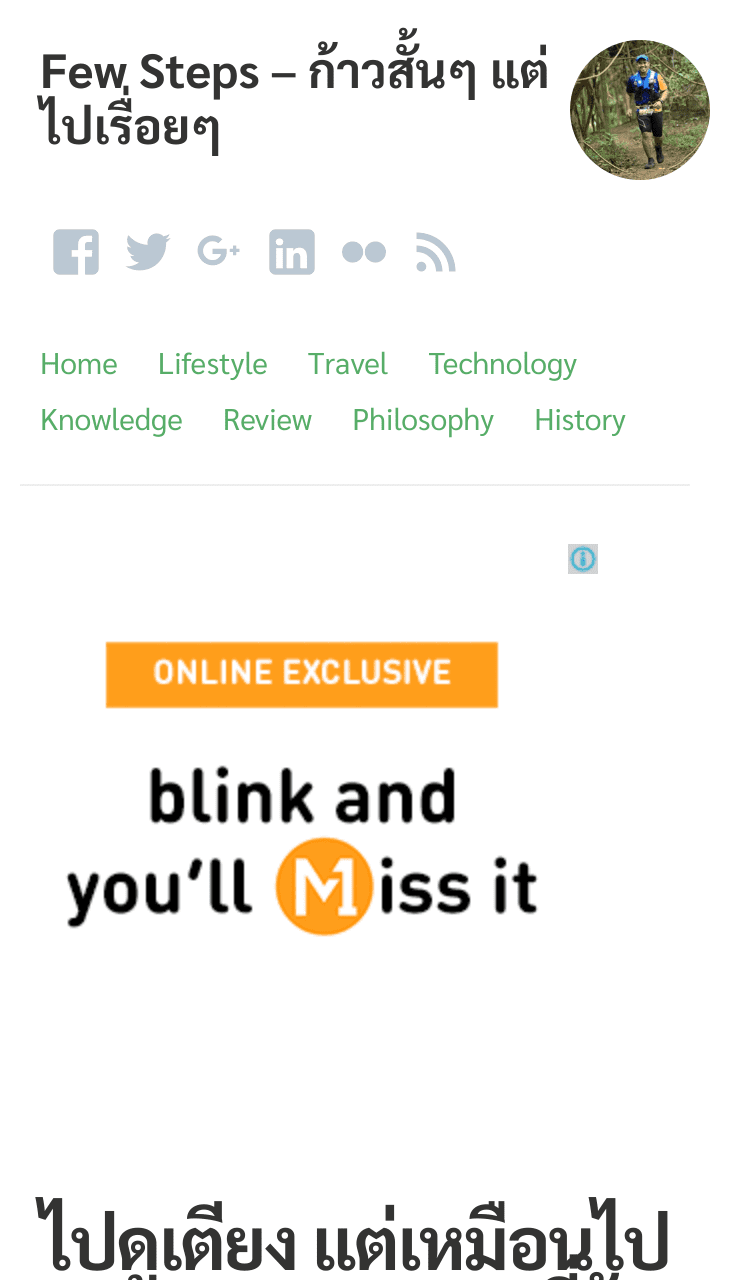 Few Steps – ก้าวสั้นๆ แต่
ไปเรื่อยๆ
Home Lifestyle Travel Technology
Knowledge Review Philosophy History
ONLINE EXCLUSIVE
blink and
you'll M1iss it
ไปดูเตียง แต่เหมือนไป